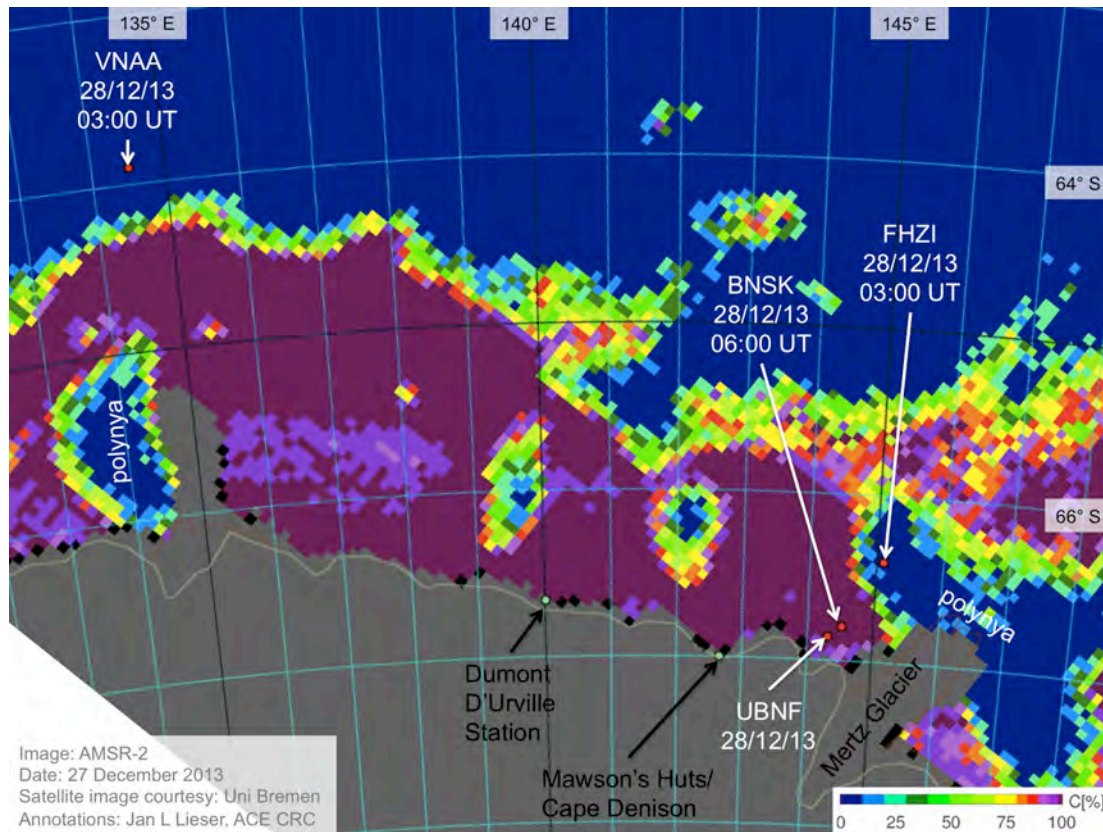 135° E
140° E
145° E
VNAA
28/12/13
03:00 UT
64° S
FHZI
28/12/13
03:00 UT
BNSK
28/12/13
06:00 UT
polynya
66° S
polynya
Dumont
D'Urville
Station
UBNF
28/12/13
Mertz Glacier
Mawson's Huts/
Cape Denison
Image: AMSR-2
Date: 27 December 2013
Satellite image courtesy: Uni Bremen
Annotations: Jan L Lieser, ACE CRC
C[%]
0 25 50 75 100